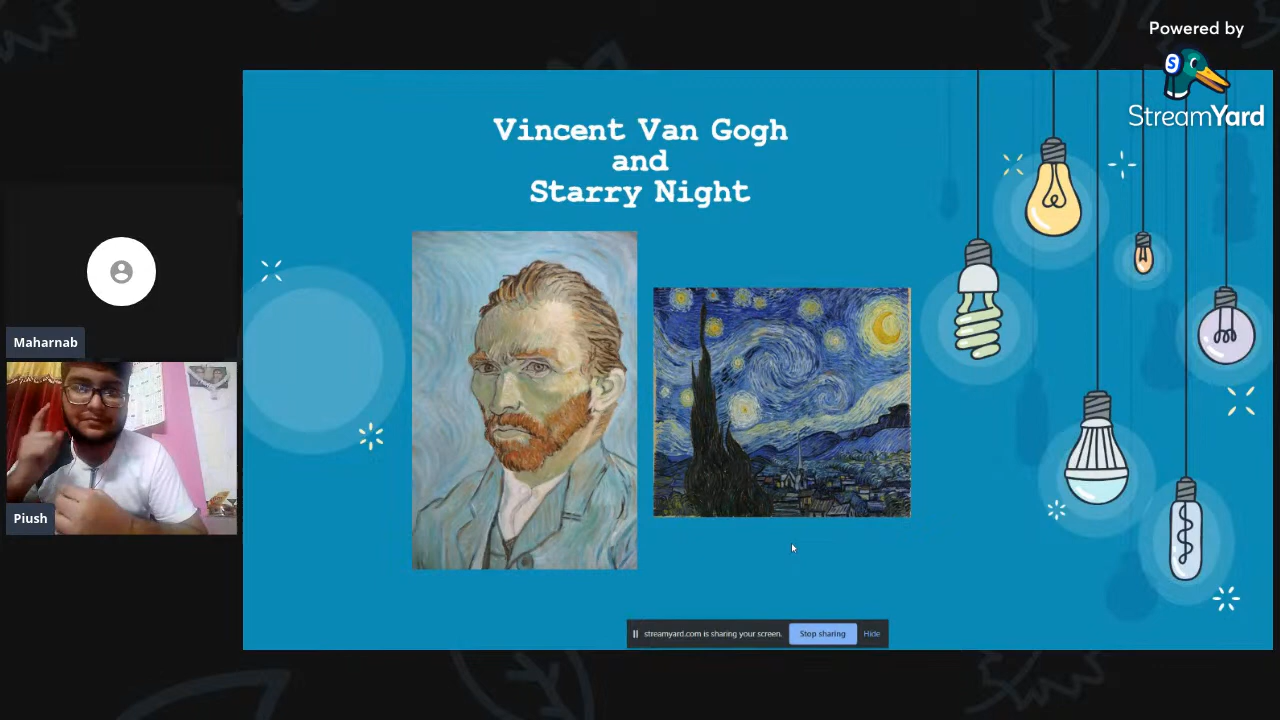 Powered by
StreamYard
Vincent Van Gogh
and
Starry Night
Maharnab
Piush
streamyard.com is sharing your screen.
Stop sharing
Hide